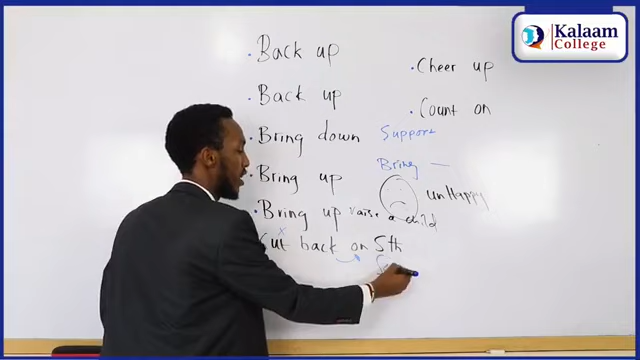 Kalaam
College
· Back up
· Back up
· Bring down
· Bring up
· Bring up raise a child
Cut back on 5th
· Cheer up
· Count on
Support
Bring —
unHappy